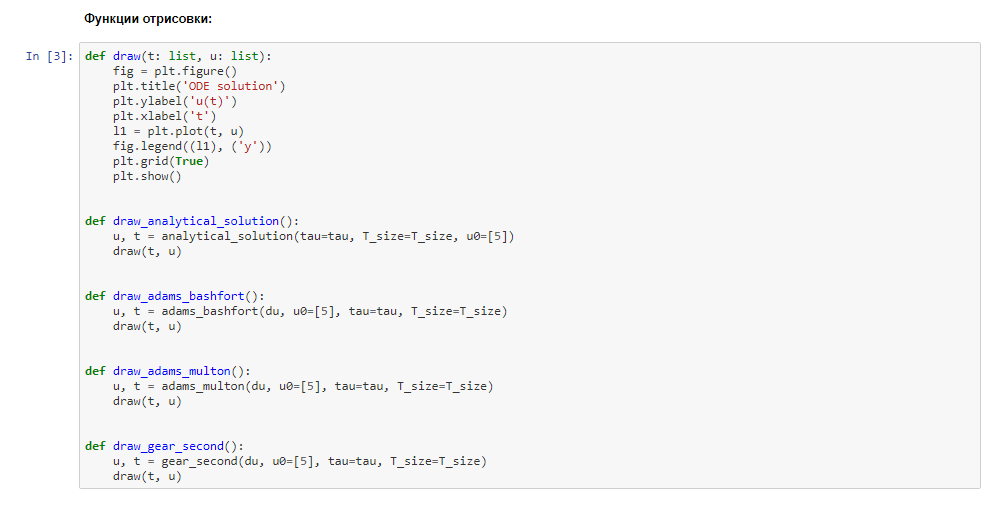 Функции отрисовки:
In [3]:
def draw(t: list, u: list):
    fig = plt.figure()
    plt.title('ODE solution')
    plt.ylabel('u(t)')
    plt.xlabel('t')
    l1 = plt.plot(t, u)
    fig.legend((l1), ('y'))
    plt.grid(True)
    plt.show()
def draw_analytical_solution():
    u, t = analytical_solution(tau=tau, T_size=T_size, u0=[5])
    draw(t, u)
def draw_adams_bashfort():
    u, t = adams_bashfort(du, u0=[5], tau=tau, T_size=T_size)
    draw(t, u)
def draw_adams_multon():
    u, t = adams_multon(du, u0=[5], tau=tau, T_size=T_size)
    draw(t, u)
def draw_gear_second():
    u, t = gear_second(du, u0=[5], tau=tau, T_size=T_size)
    draw(t, u)